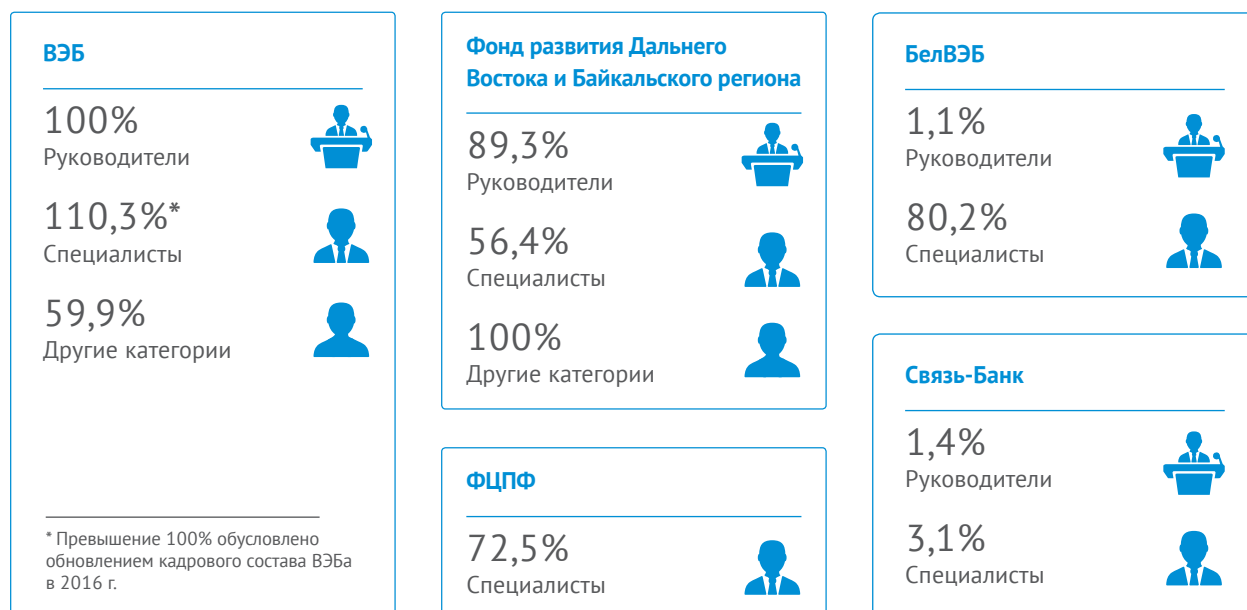 ВЭБ
100%
Руководители
110,3%*
Специалисты
59,9%
Другие категории
* Превышение 100% обусловлено
обновлением кадрового состава ВЭБа
в 2016 г.
Фонд развития Дальнего
Востока и Байкальского региона
89,3%
Руководители
56,4%
Специалисты
100%
Другие категории
ФЦПФ
72,5%
Специалисты
БелВЭБ
1,1%
Руководители
80,2%
Специалисты
Связь-Банк
1,4%
Руководители
3,1%
Специалисты